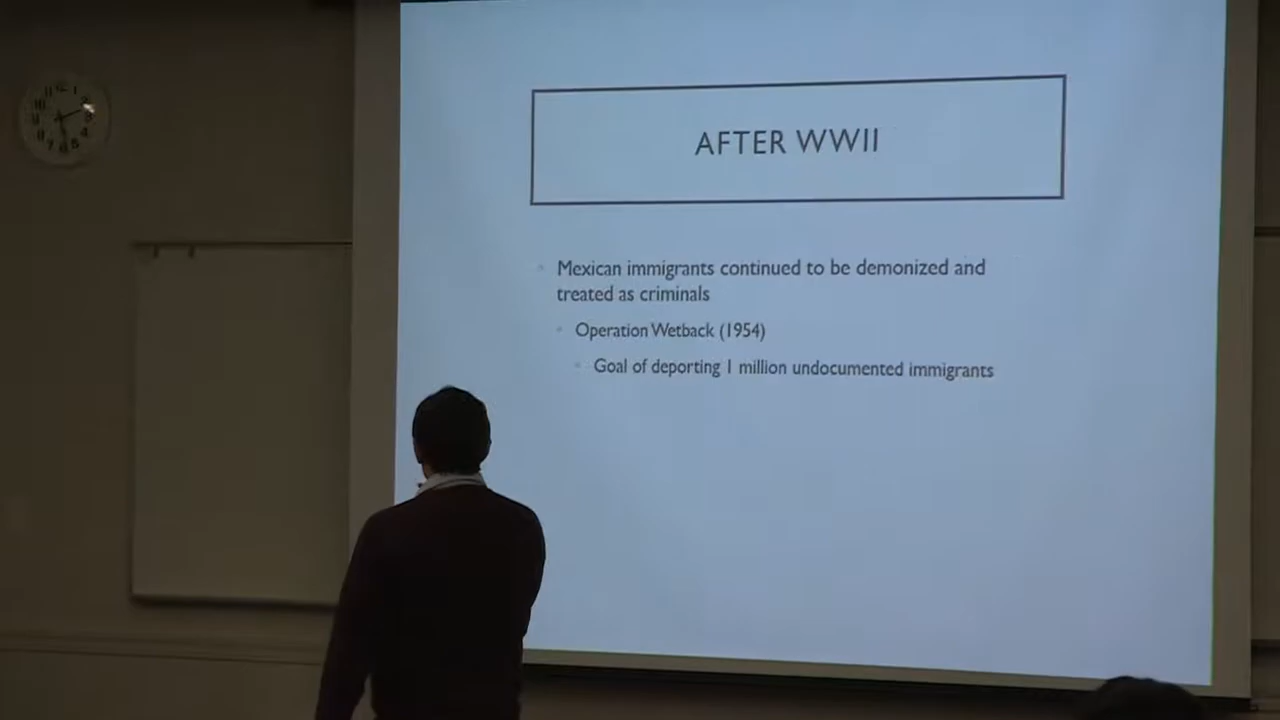 AFTER WWII
Mexican immigrants continued to be demonized and
treated as criminals
Operation Wetback (1954)
Goal of deporting 1 million undocumented immigrants